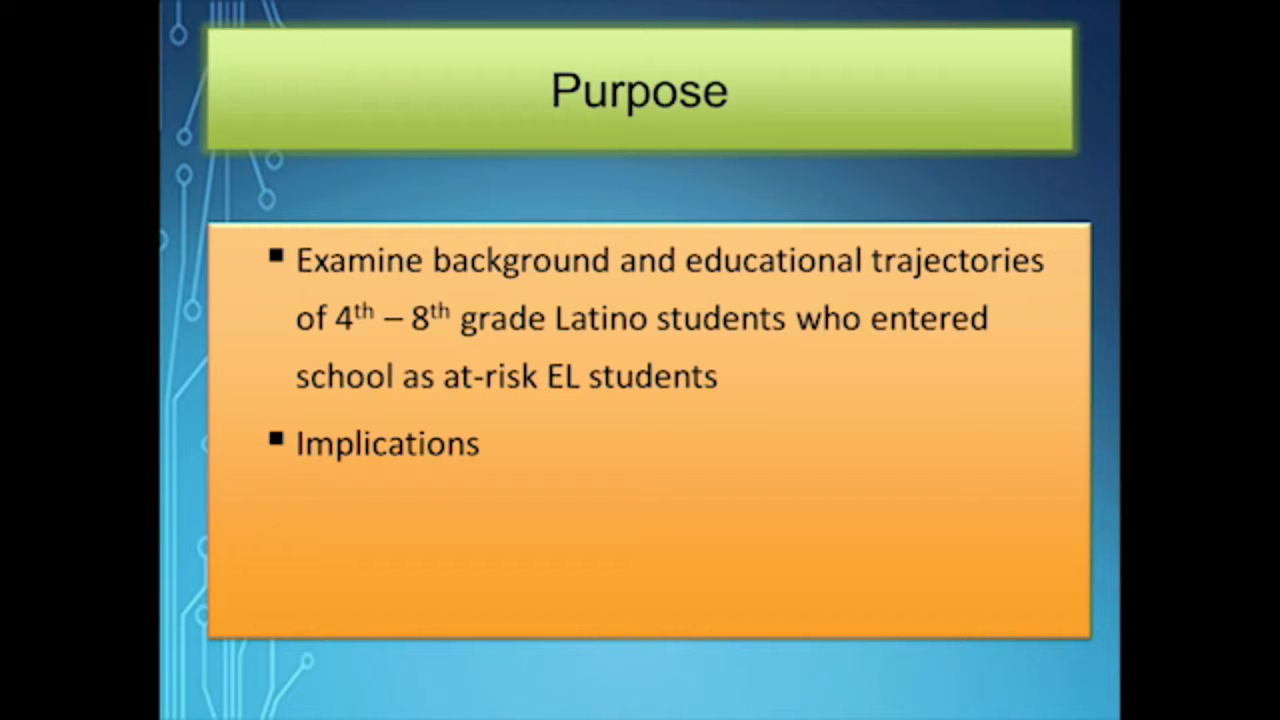 Purpose
▪ Examine background and educational trajectories
of 4th – 8th grade Latino students who entered
school as at-risk EL students
▪ Implications